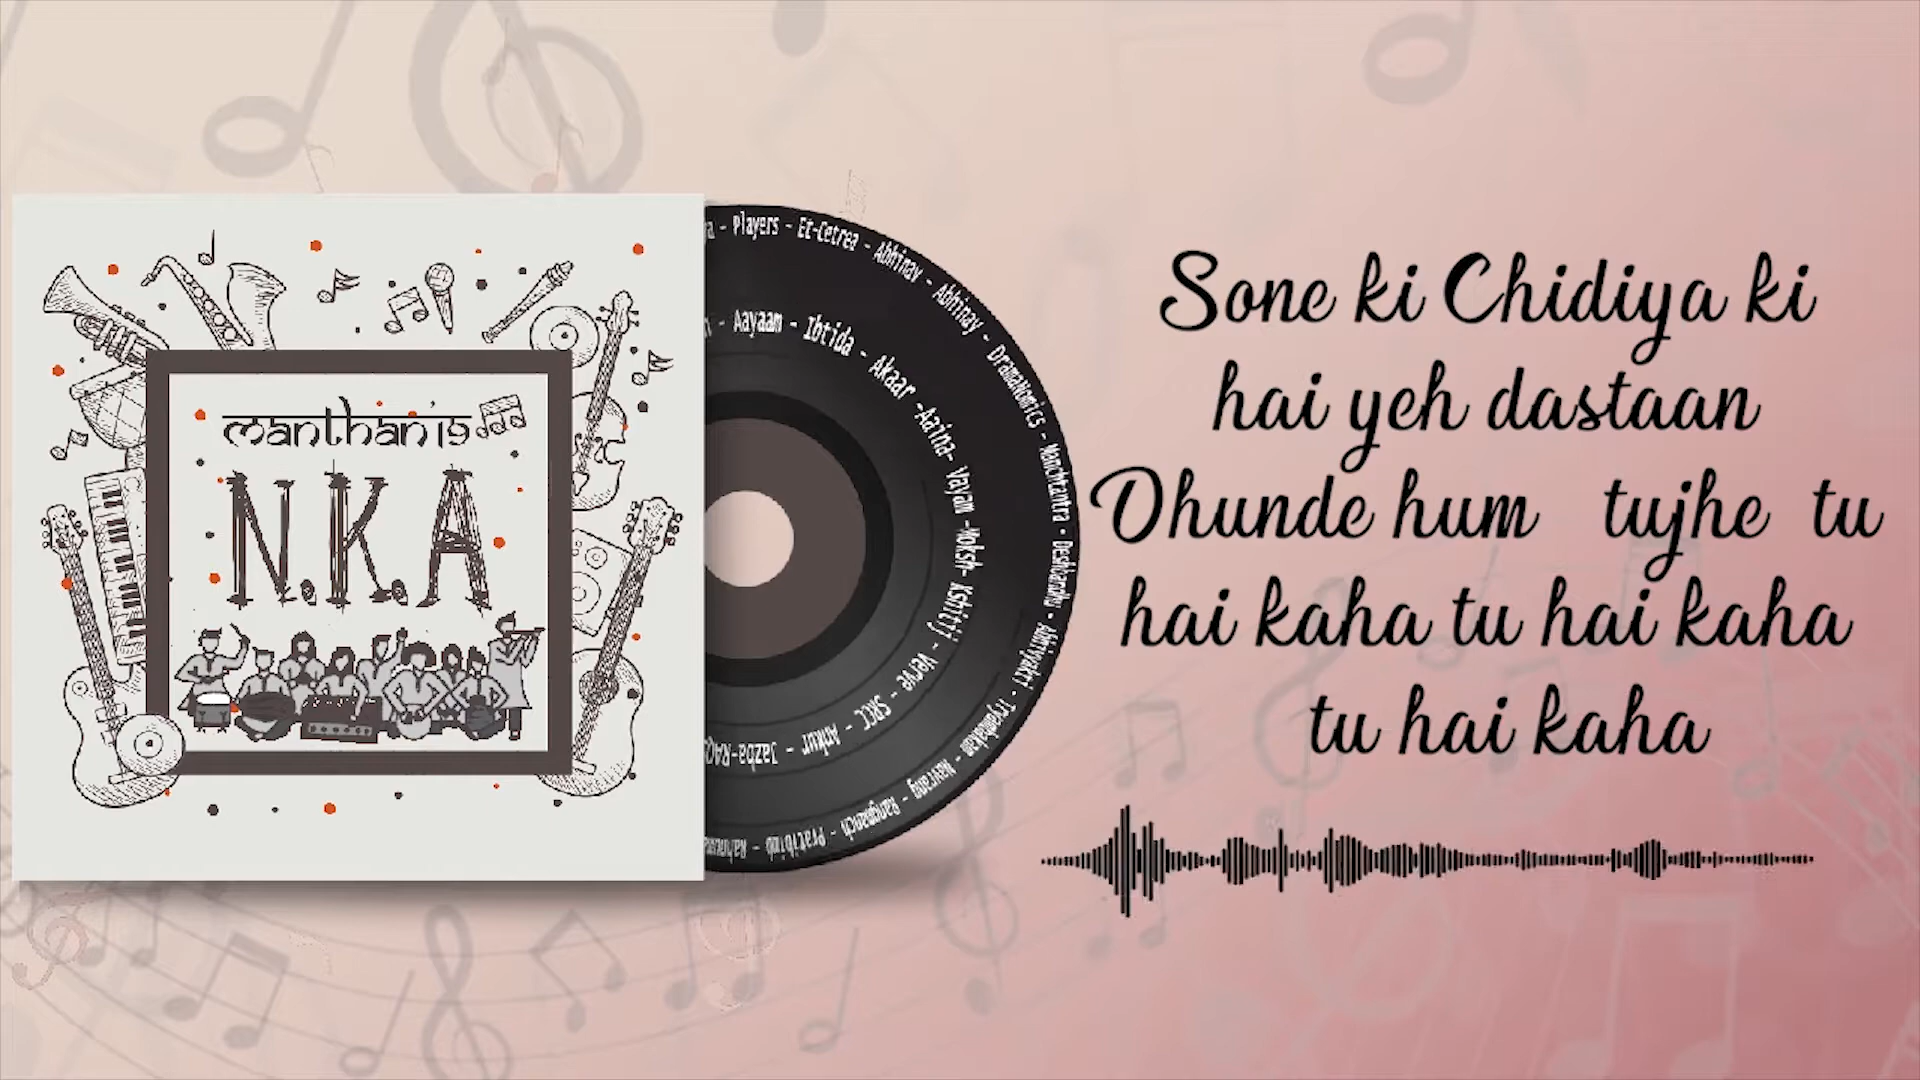 manthan'19
N.K.A
Players - Et-Cetrea - Abhinay - Abhinay - DramaNomics - Manchtantra - Deshbandhu - Abhivyakti - Tryambakam - Navrang - Rangmanch - Pratibimb -
Aayaam - Ibtida - Akaar -Aaina- Vayam -Moksh- Kshitij - Verve - SRCC - Ankur - Jazba-
Sone ki Chidiya ki
hai yeh dastaan
Dhunde hum tujhe tu
hai kaha tu hai kaha
tu hai kaha